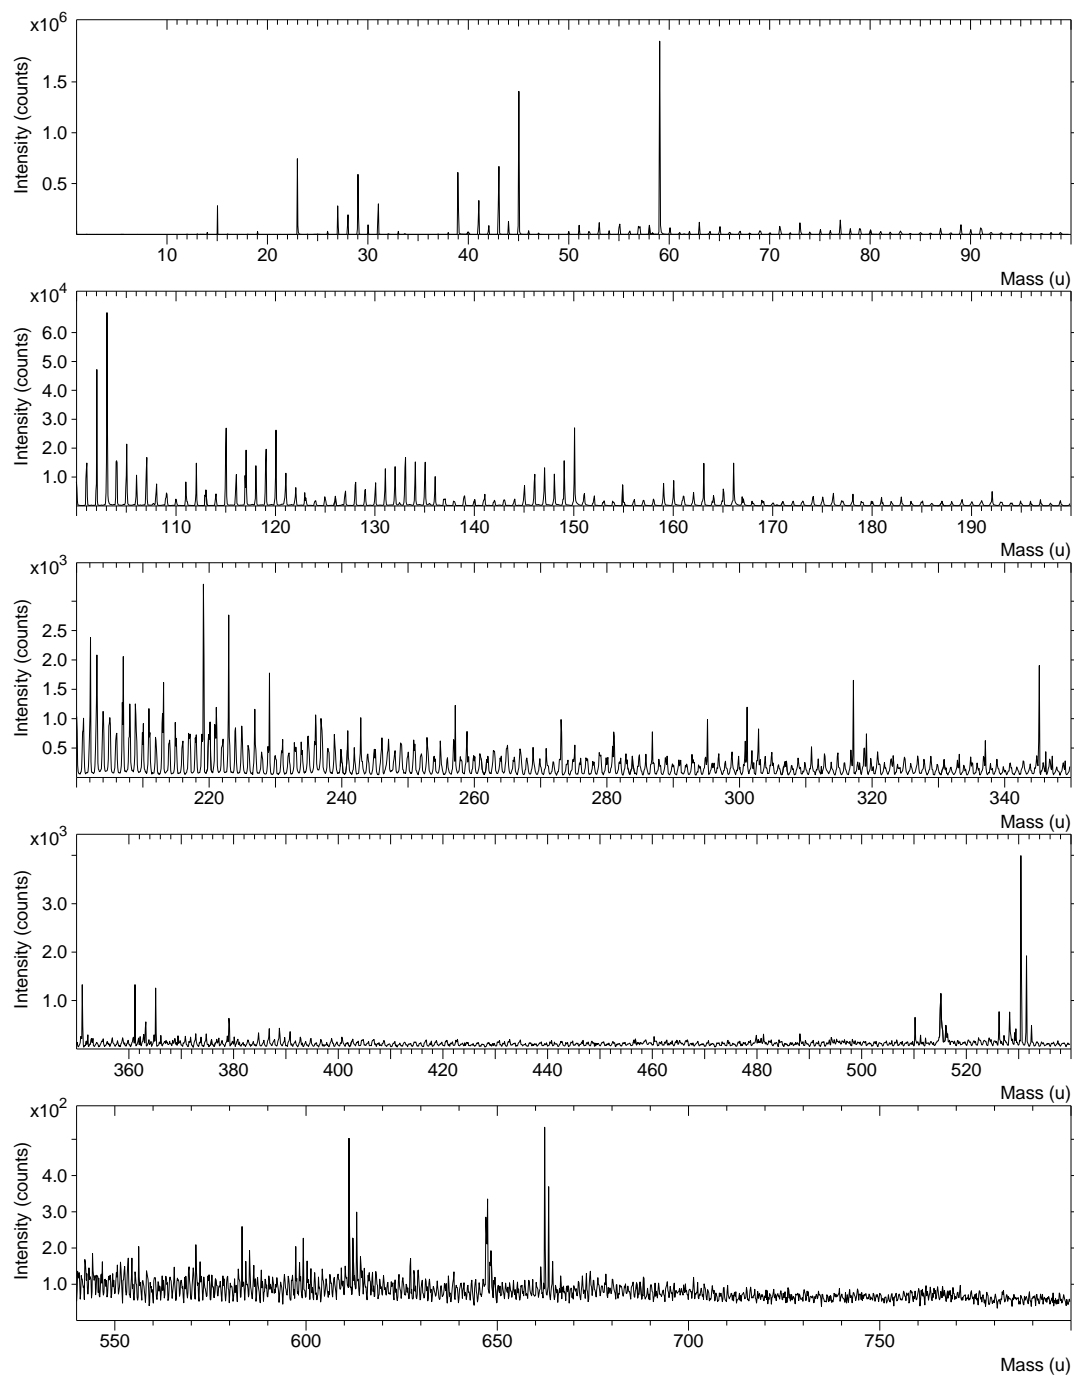 x10^6
Intensity (counts)
1.5
1.0
0.5
10 20 30 40 50 60 70 80 90
Mass (u)
x10^4
Intensity (counts)
6.0
5.0
4.0
3.0
2.0
1.0
110 120 130 140 150 160 170 180 190
Mass (u)
x10^3
Intensity (counts)
2.5
2.0
1.5
1.0
0.5
220 240 260 280 300 320 340
Mass (u)
x10^3
Intensity (counts)
3.0
2.0
1.0
360 380 400 420 440 460 480 500 520
Mass (u)
x10^2
Intensity (counts)
4.0
3.0
2.0
1.0
550 600 650 700 750
Mass (u)